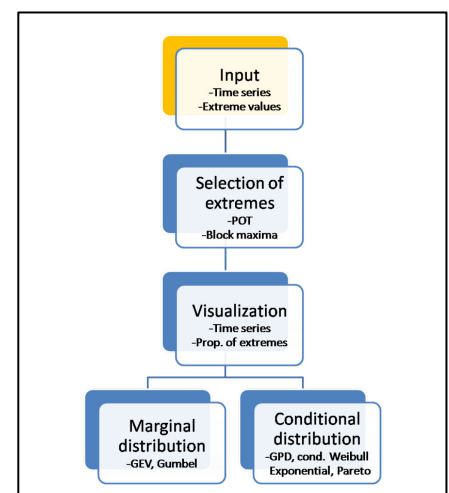 Input
-Time series
-Extreme values
Selection of
extremes
-POT
-Block maxima
Visualization
-Time series
-Prop. of extremes
Marginal
distribution
-GEV, Gumbel
Conditional
distribution
-GPD, cond. Weibull
Exponential, Pareto